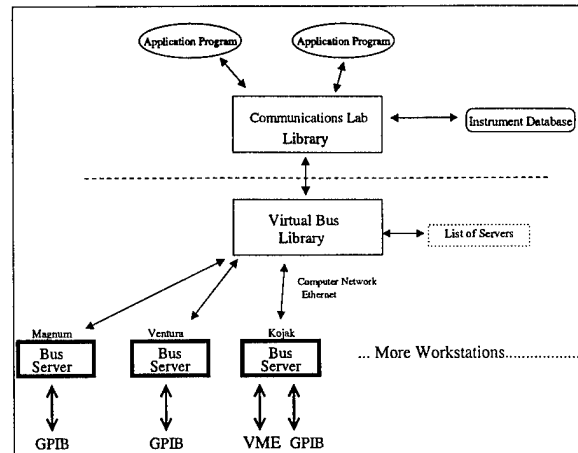 Application Program
Application Program
Communications Lab
Library
Instrument Database
Virtual Bus
Library
List of Servers
Computer Network
Ethernet
Magnum
Ventura
Kojak
Bus
Server
Bus
Server
Bus
Server
... More Workstations...............
GPIB
GPIB
VME
GPIB